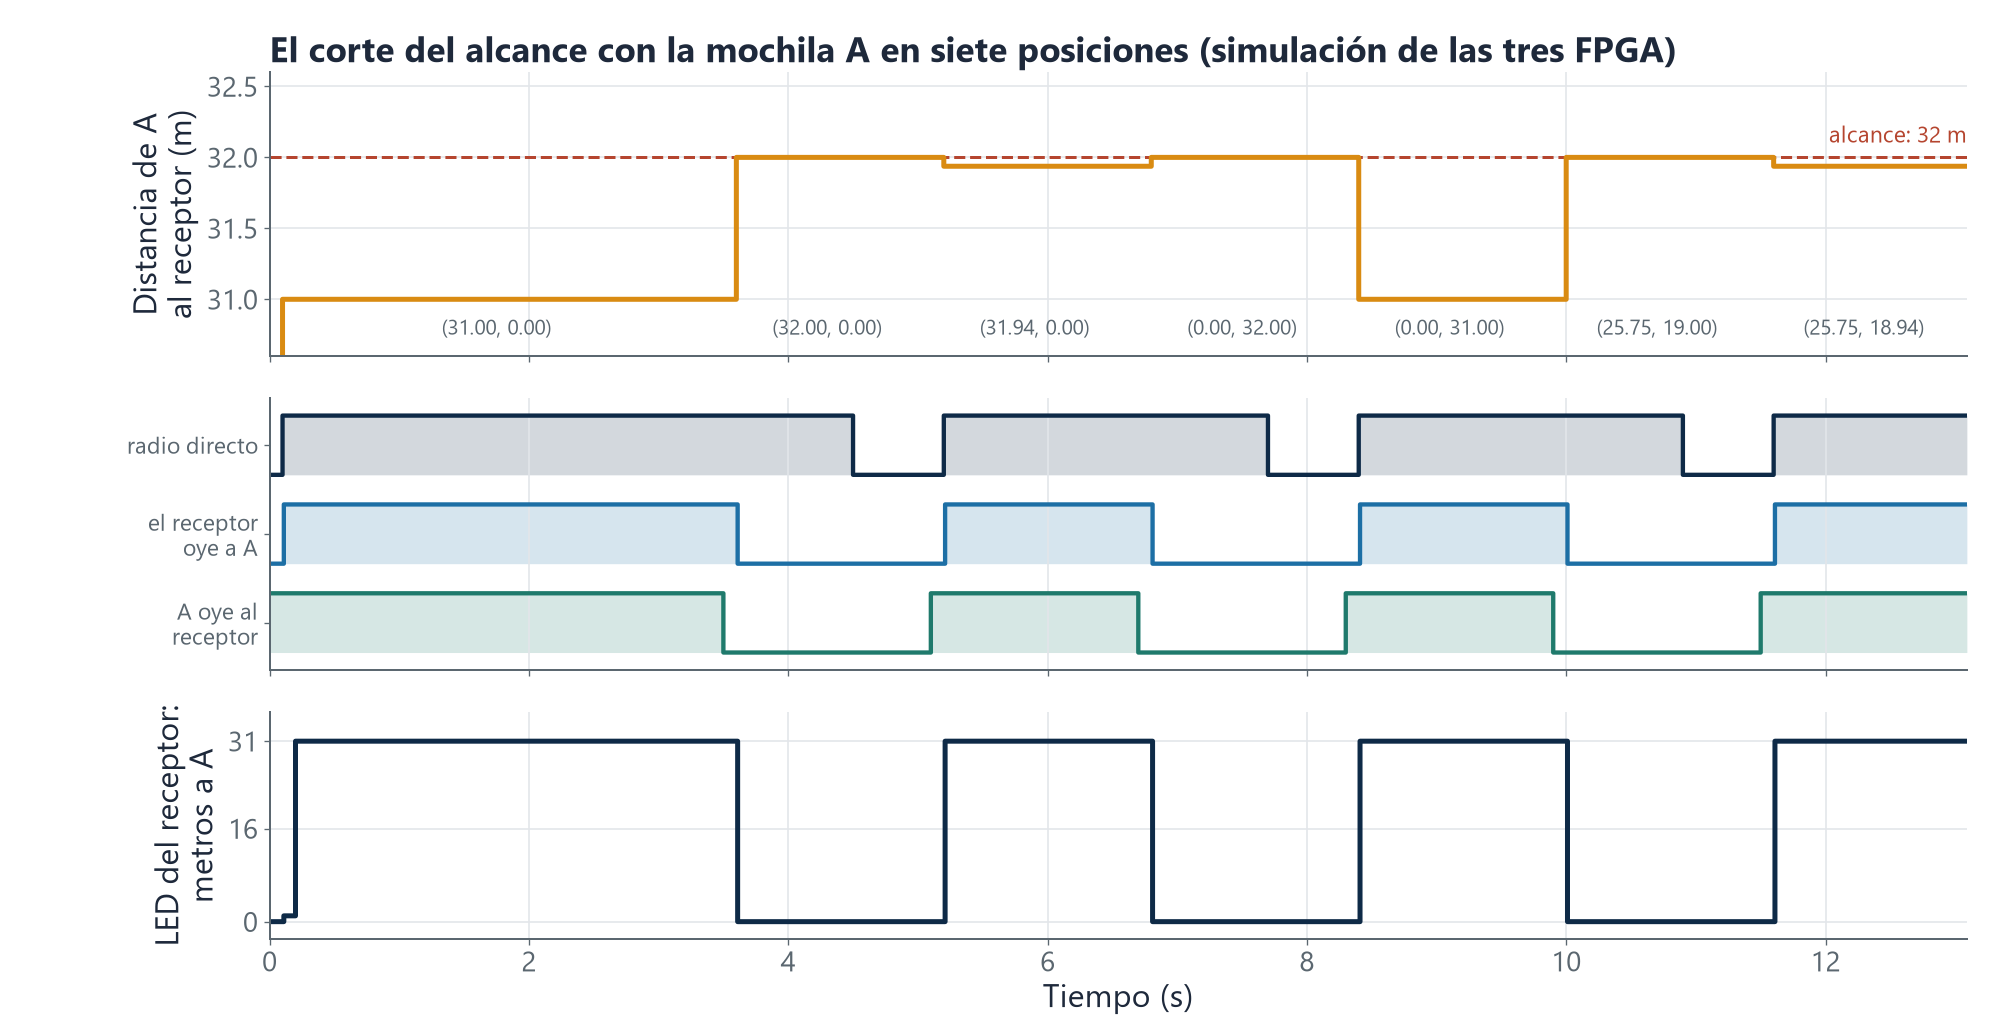 El corte del alcance con la mochila A en siete posiciones (simulación de las tres FPGA)
Distancia de A
al receptor (m)
32.5
32.0
31.5
31.0
alcance: 32 m
(31.00, 0.00)
(32.00, 0.00)
(31.94, 0.00)
(0.00, 32.00)
(0.00, 31.00)
(25.75, 19.00)
(25.75, 18.94)
radio directo
el receptor
oye a A
A oye al
receptor
LED del receptor:
metros a A
31
16
0
0
2
4
6
8
10
12
Tiempo (s)